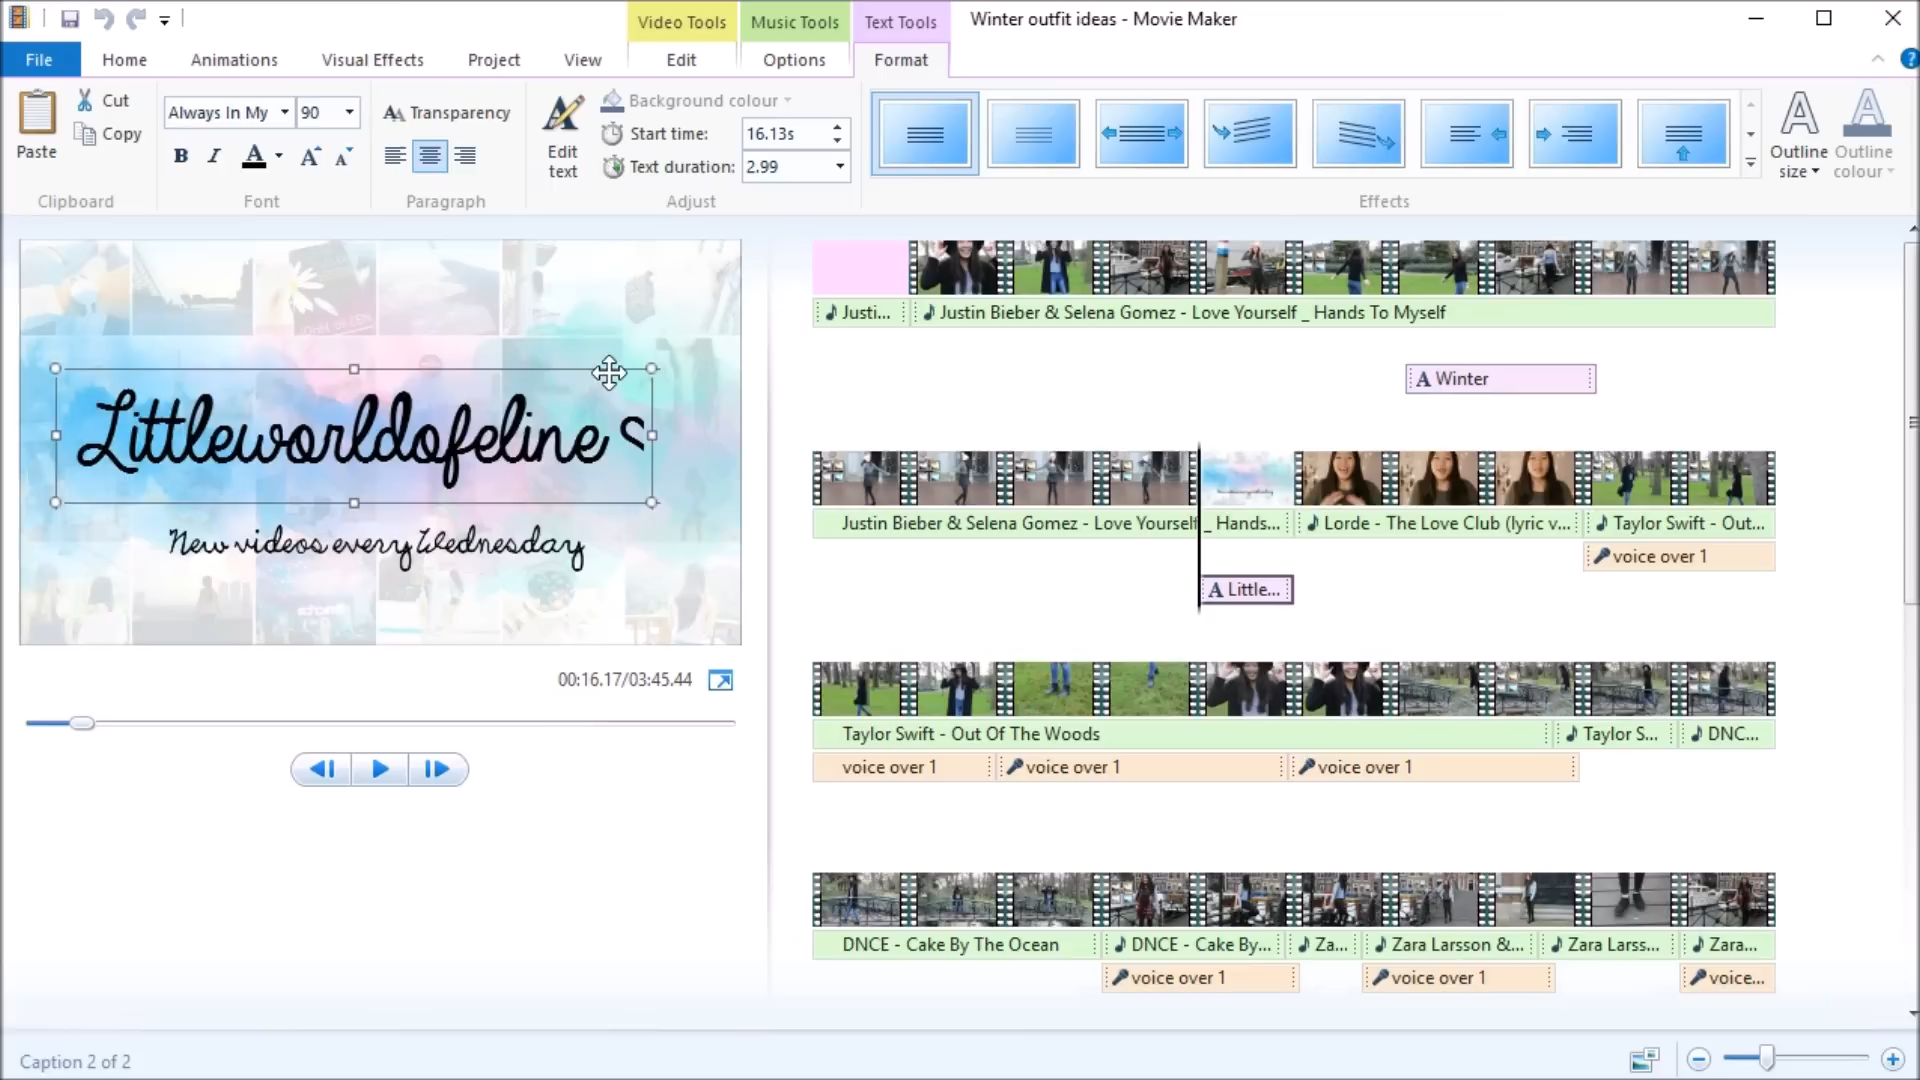 Video Tools
Music Tools
Text Tools
Winter outfit ideas - Movie Maker
File
Home
Animations
Visual Effects
Project
View
Edit
Options
Format
Paste
Cut
Copy
Clipboard
Always In My
90
B I A A A
Font
AA Transparency
Paragraph
Edit
text
Background colour
Start time:
16.13s
Text duration:
2.99
Adjust
Effects
Outline
size
Outline
colour
Littleworldofeline
New videos every Wednesday
00:16.17/03:45.44
Justi...
Justin Bieber & Selena Gomez - Love Yourself _ Hands To Myself
A Winter
Justin Bieber & Selena Gomez - Love Yourself _ Hands...
Lorde - The Love Club (lyric v...
Taylor Swift - Out...
voice over 1
A Little...
Taylor Swift - Out Of The Woods
Taylor S...
DNC...
voice over 1
voice over 1
voice over 1
DNCE - Cake By The Ocean
DNCE - Cake By...
Za...
Zara Larsson &...
Zara Larss...
Zara...
voice over 1
voice over 1
voice...
Caption 2 of 2